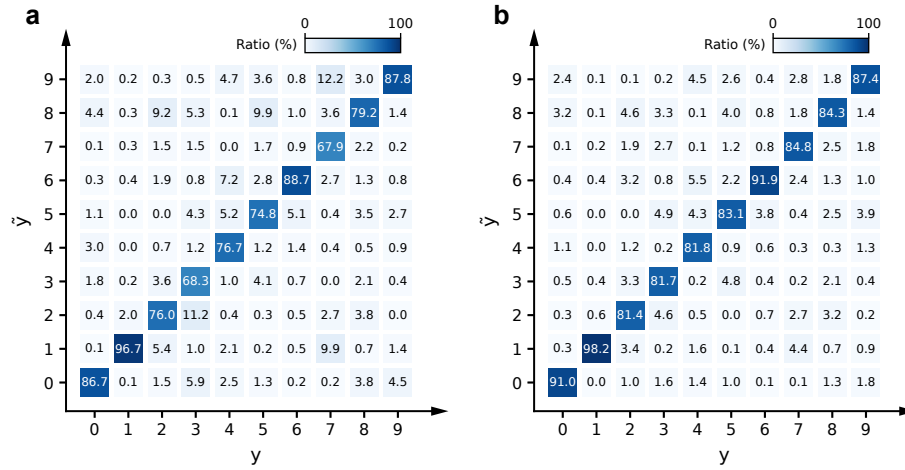 a
0 100
Ratio (%)
9 2.0 0.2 0.3 0.5 4.7 3.6 0.8 12.2 3.0 87.8
8 4.4 0.3 9.2 5.3 0.1 9.9 1.0 3.6 79.2 1.4
7 0.1 0.3 1.5 1.5 0.0 1.7 0.9 67.9 2.2 0.2
6 0.3 0.4 1.9 0.8 7.2 2.8 88.7 2.7 1.3 0.8
ỹ
5 1.1 0.0 0.0 4.3 5.2 74.8 5.1 0.4 3.5 2.7
4 3.0 0.0 0.7 1.2 76.7 1.2 1.4 0.4 0.5 0.9
3 1.8 0.2 3.6 68.3 1.0 4.1 0.7 0.0 2.1 0.4
2 0.4 2.0 76.0 11.2 0.4 0.3 0.5 2.7 3.8 0.0
1 0.1 96.7 5.4 1.0 2.1 0.2 0.5 9.9 0.7 1.4
0 86.7 0.1 1.5 5.9 2.5 1.3 0.2 0.2 3.8 4.5
0 1 2 3 4 5 6 7 8 9
y
b
0 100
Ratio (%)
9 2.4 0.1 0.1 0.2 4.5 2.6 0.4 2.8 1.8 87.4
8 3.2 0.1 4.6 3.3 0.1 4.0 0.8 1.8 84.3 1.4
7 0.1 0.2 1.9 2.7 0.1 1.2 0.8 84.8 2.5 1.8
6 0.4 0.4 3.2 0.8 5.5 2.2 91.9 2.4 1.3 1.0
ỹ
5 0.6 0.0 0.0 4.9 4.3 83.1 3.8 0.4 2.5 3.9
4 1.1 0.0 1.2 0.2 81.8 0.9 0.6 0.3 0.3 1.3
3 0.5 0.4 3.3 81.7 0.2 4.8 0.4 0.2 2.1 0.4
2 0.3 0.6 81.4 4.6 0.5 0.0 0.7 2.7 3.2 0.2
1 0.3 98.2 3.4 0.2 1.6 0.1 0.4 4.4 0.7 0.9
0 91.0 0.0 1.0 1.6 1.4 1.0 0.1 0.1 1.3 1.8
0 1 2 3 4 5 6 7 8 9
y